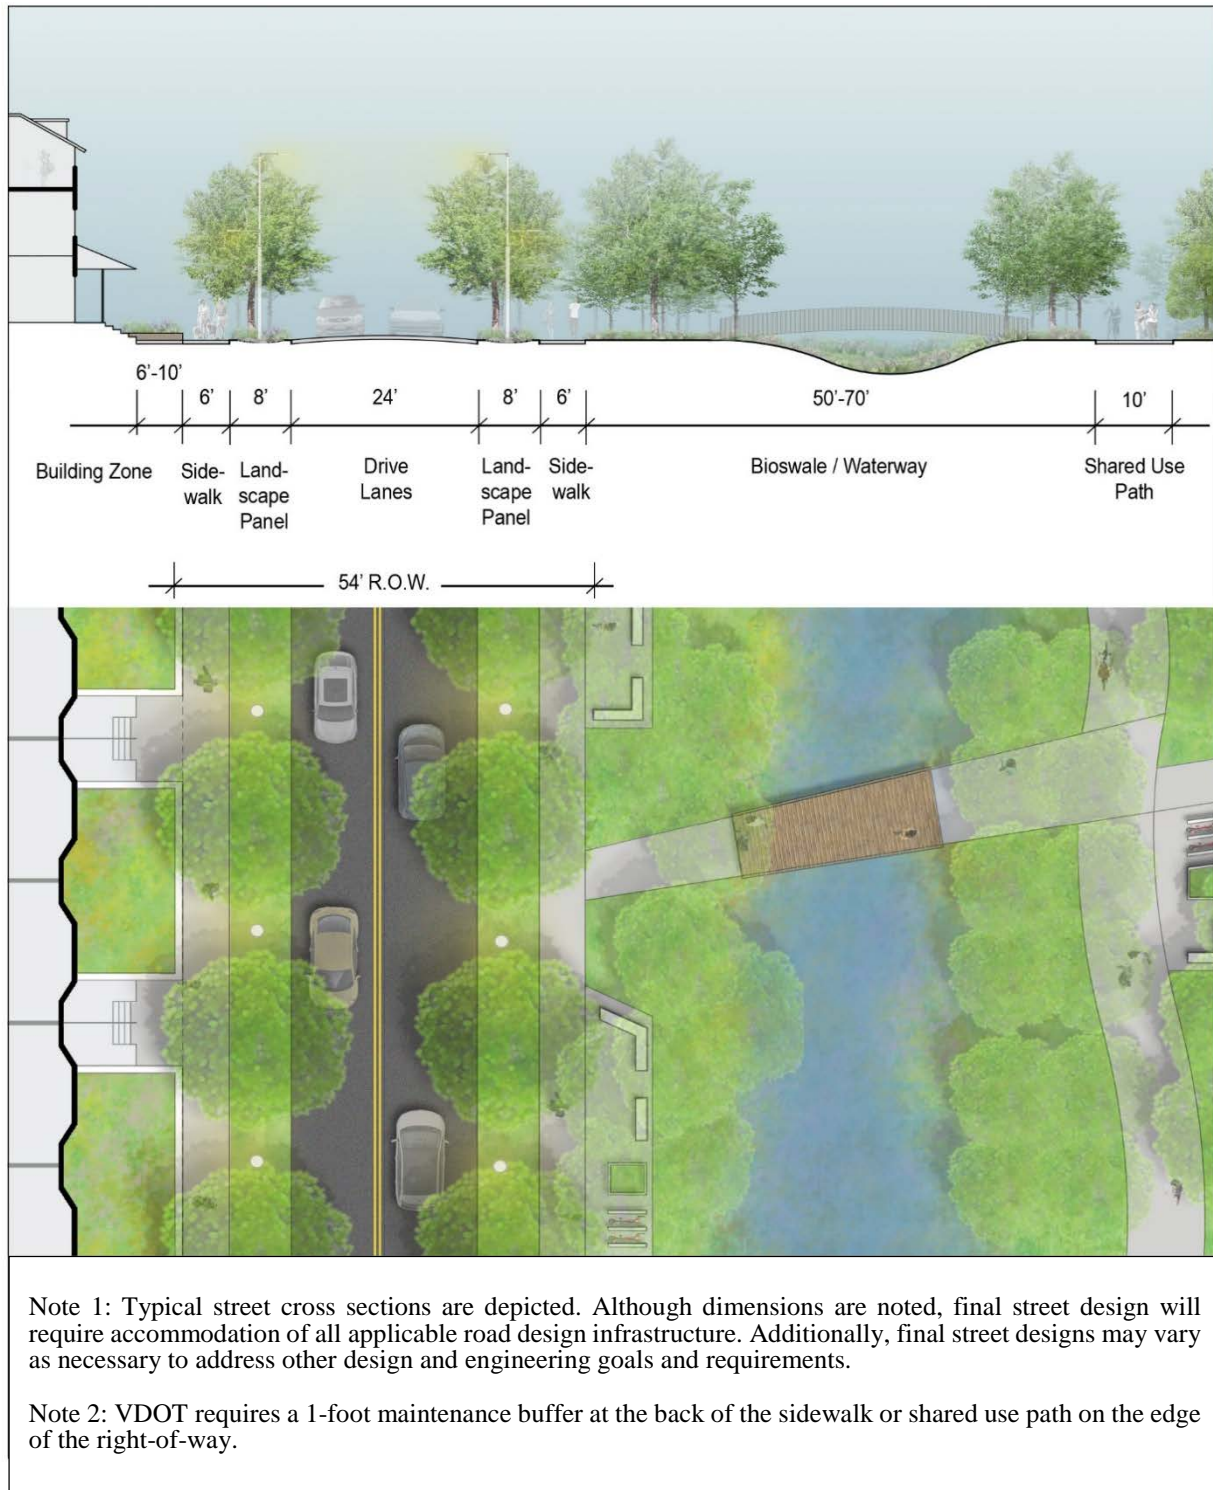 6'-10'
6'
8'
24'
8'
6'
50'-70'
10'
Building Zone
Side-
walk
Land-
scape
Panel
Drive
Lanes
Land-
scape
Panel
Side-
walk
Bioswale / Waterway
Shared Use
Path
54' R.O.W.
Note 1: Typical street cross sections are depicted. Although dimensions are noted, final street design will
require accommodation of all applicable road design infrastructure. Additionally, final street designs may vary
as necessary to address other design and engineering goals and requirements.
Note 2: VDOT requires a 1-foot maintenance buffer at the back of the sidewalk or shared use path on the edge
of the right-of-way.